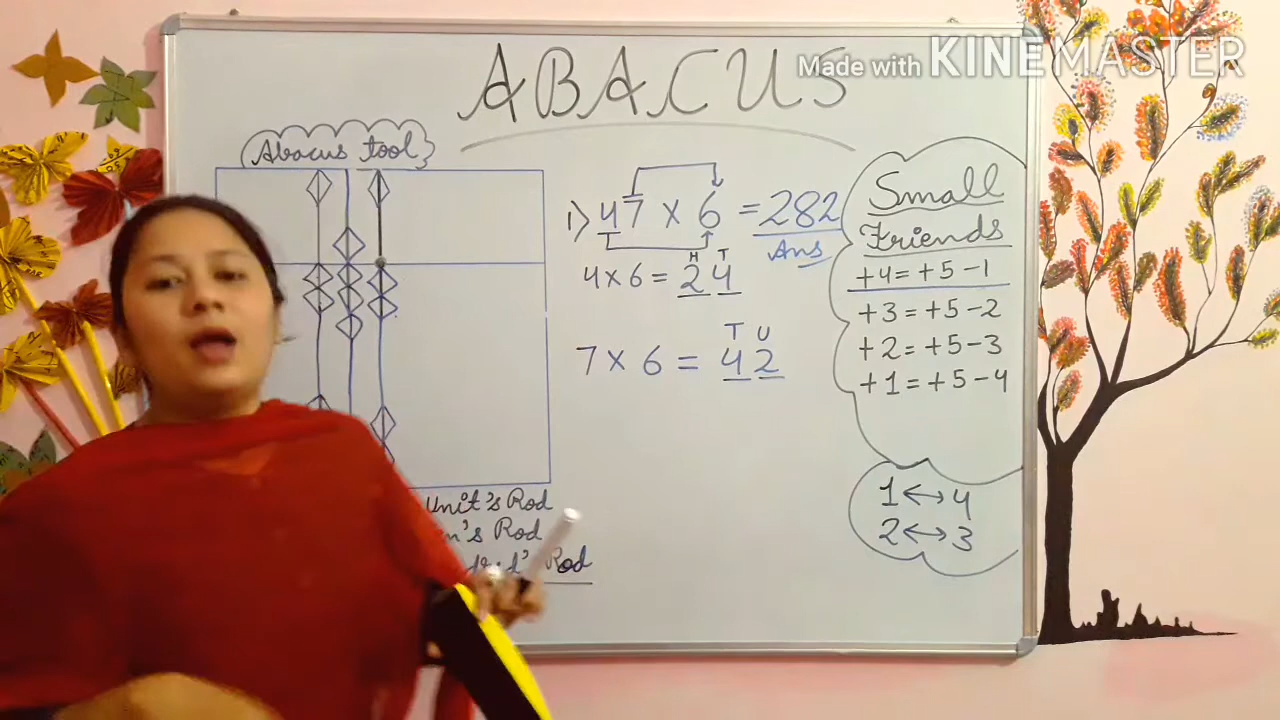 Made with KINEMASTER
ABACUS
Abacus tool
1) 47 × 6 = 282
Ans
H T
4 × 6 = 24
T U
7 × 6 = 42
Unit's Rod
Rod
Rod
Small
Friends
+4 = +5 - 1
+3 = +5 - 2
+2 = +5 - 3
+1 = +5 - 4
1 ↔ 4
2 ↔ 3